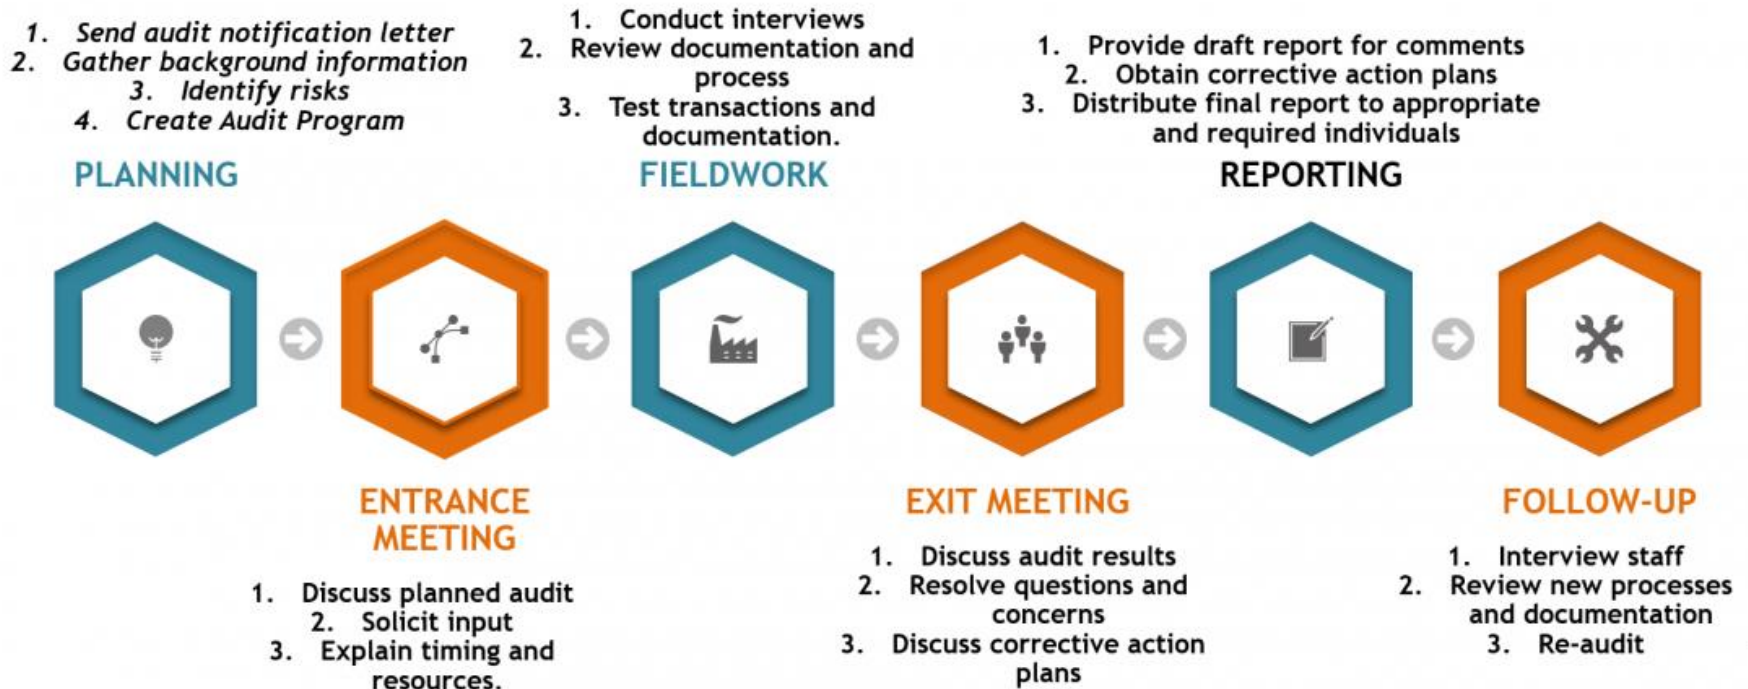 1. Send audit notification letter
2. Gather background information
3. Identify risks
4. Create Audit Program
PLANNING
1. Conduct interviews
2. Review documentation and
process
3. Test transactions and
documentation.
FIELDWORK
1. Provide draft report for comments
2. Obtain corrective action plans
3. Distribute final report to appropriate
and required individuals
REPORTING
ENTRANCE
MEETING
1. Discuss planned audit
2. Solicit input
3. Explain timing and
resources.
EXIT MEETING
1. Discuss audit results
2. Resolve questions and
concerns
3. Discuss corrective action
plans
FOLLOW-UP
1. Interview staff
2. Review new processes
and documentation
3. Re-audit